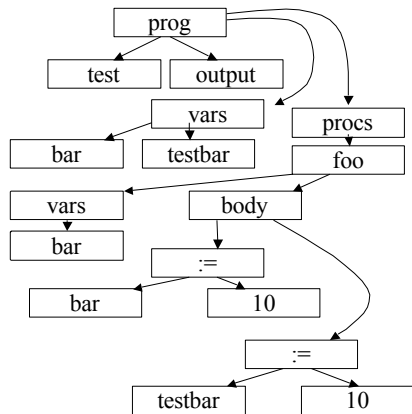 prog
test output
vars
procs
bar testbar
foo
vars body
bar
:=
bar 10
:=
testbar 10